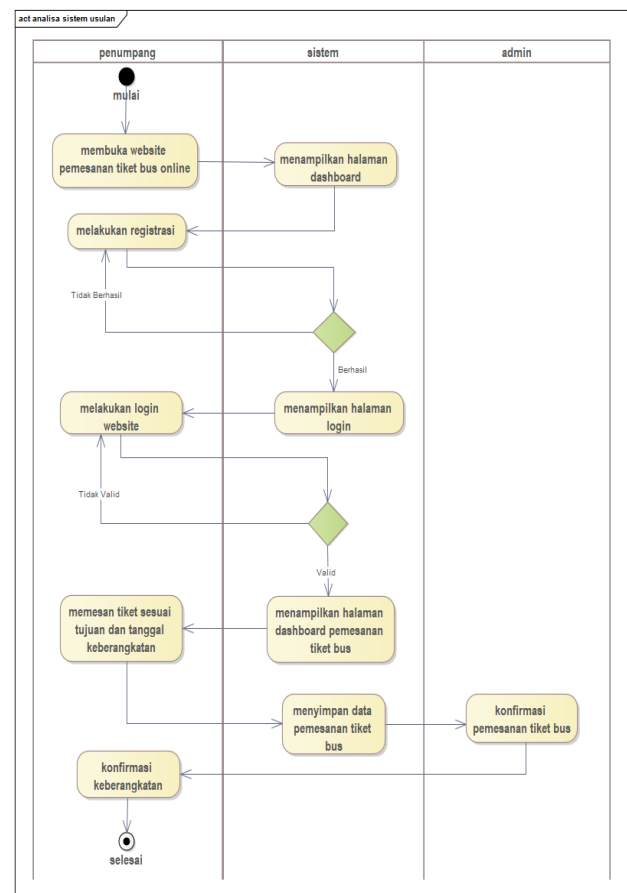 act analisa sistem usulan
penumpang
sistem
admin
mulai
membuka website
pemesanan tiket bus online
menampilkan halaman
dashboard
melakukan registrasi
Tidak Berhasil
Berhasil
melakukan login
website
menampilkan halaman
login
Tidak Valid
Valid
memesan tiket sesuai
tujuan dan tanggal
keberangkatan
menampilkan halaman
dashboard pemesanan
tiket bus
menyimpan data
pemesanan tiket
bus
konfirmasi
pemesanan tiket bus
konfirmasi
keberangkatan
selesai